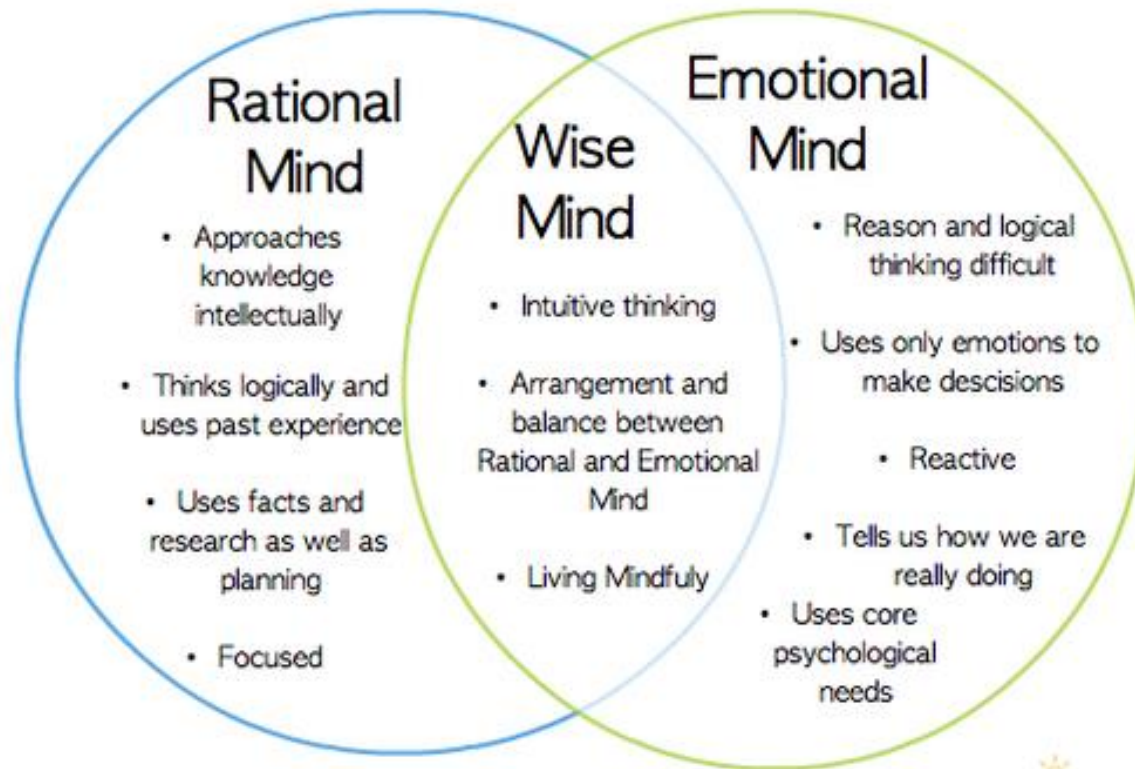 Rational
Mind
• Approaches
knowledge
intellectually
• Thinks logically and
uses past experience
• Uses facts and
research as well as
planning
• Focused
Wise
Mind
• Intuitive thinking
• Arrangement and
balance between
Rational and Emotional
Mind
• Living Mindfuly
Emotional
Mind
• Reason and logical
thinking difficult
• Uses only emotions to
make descisions
• Reactive
• Tells us how we are
really doing
• Uses core
psychological
needs